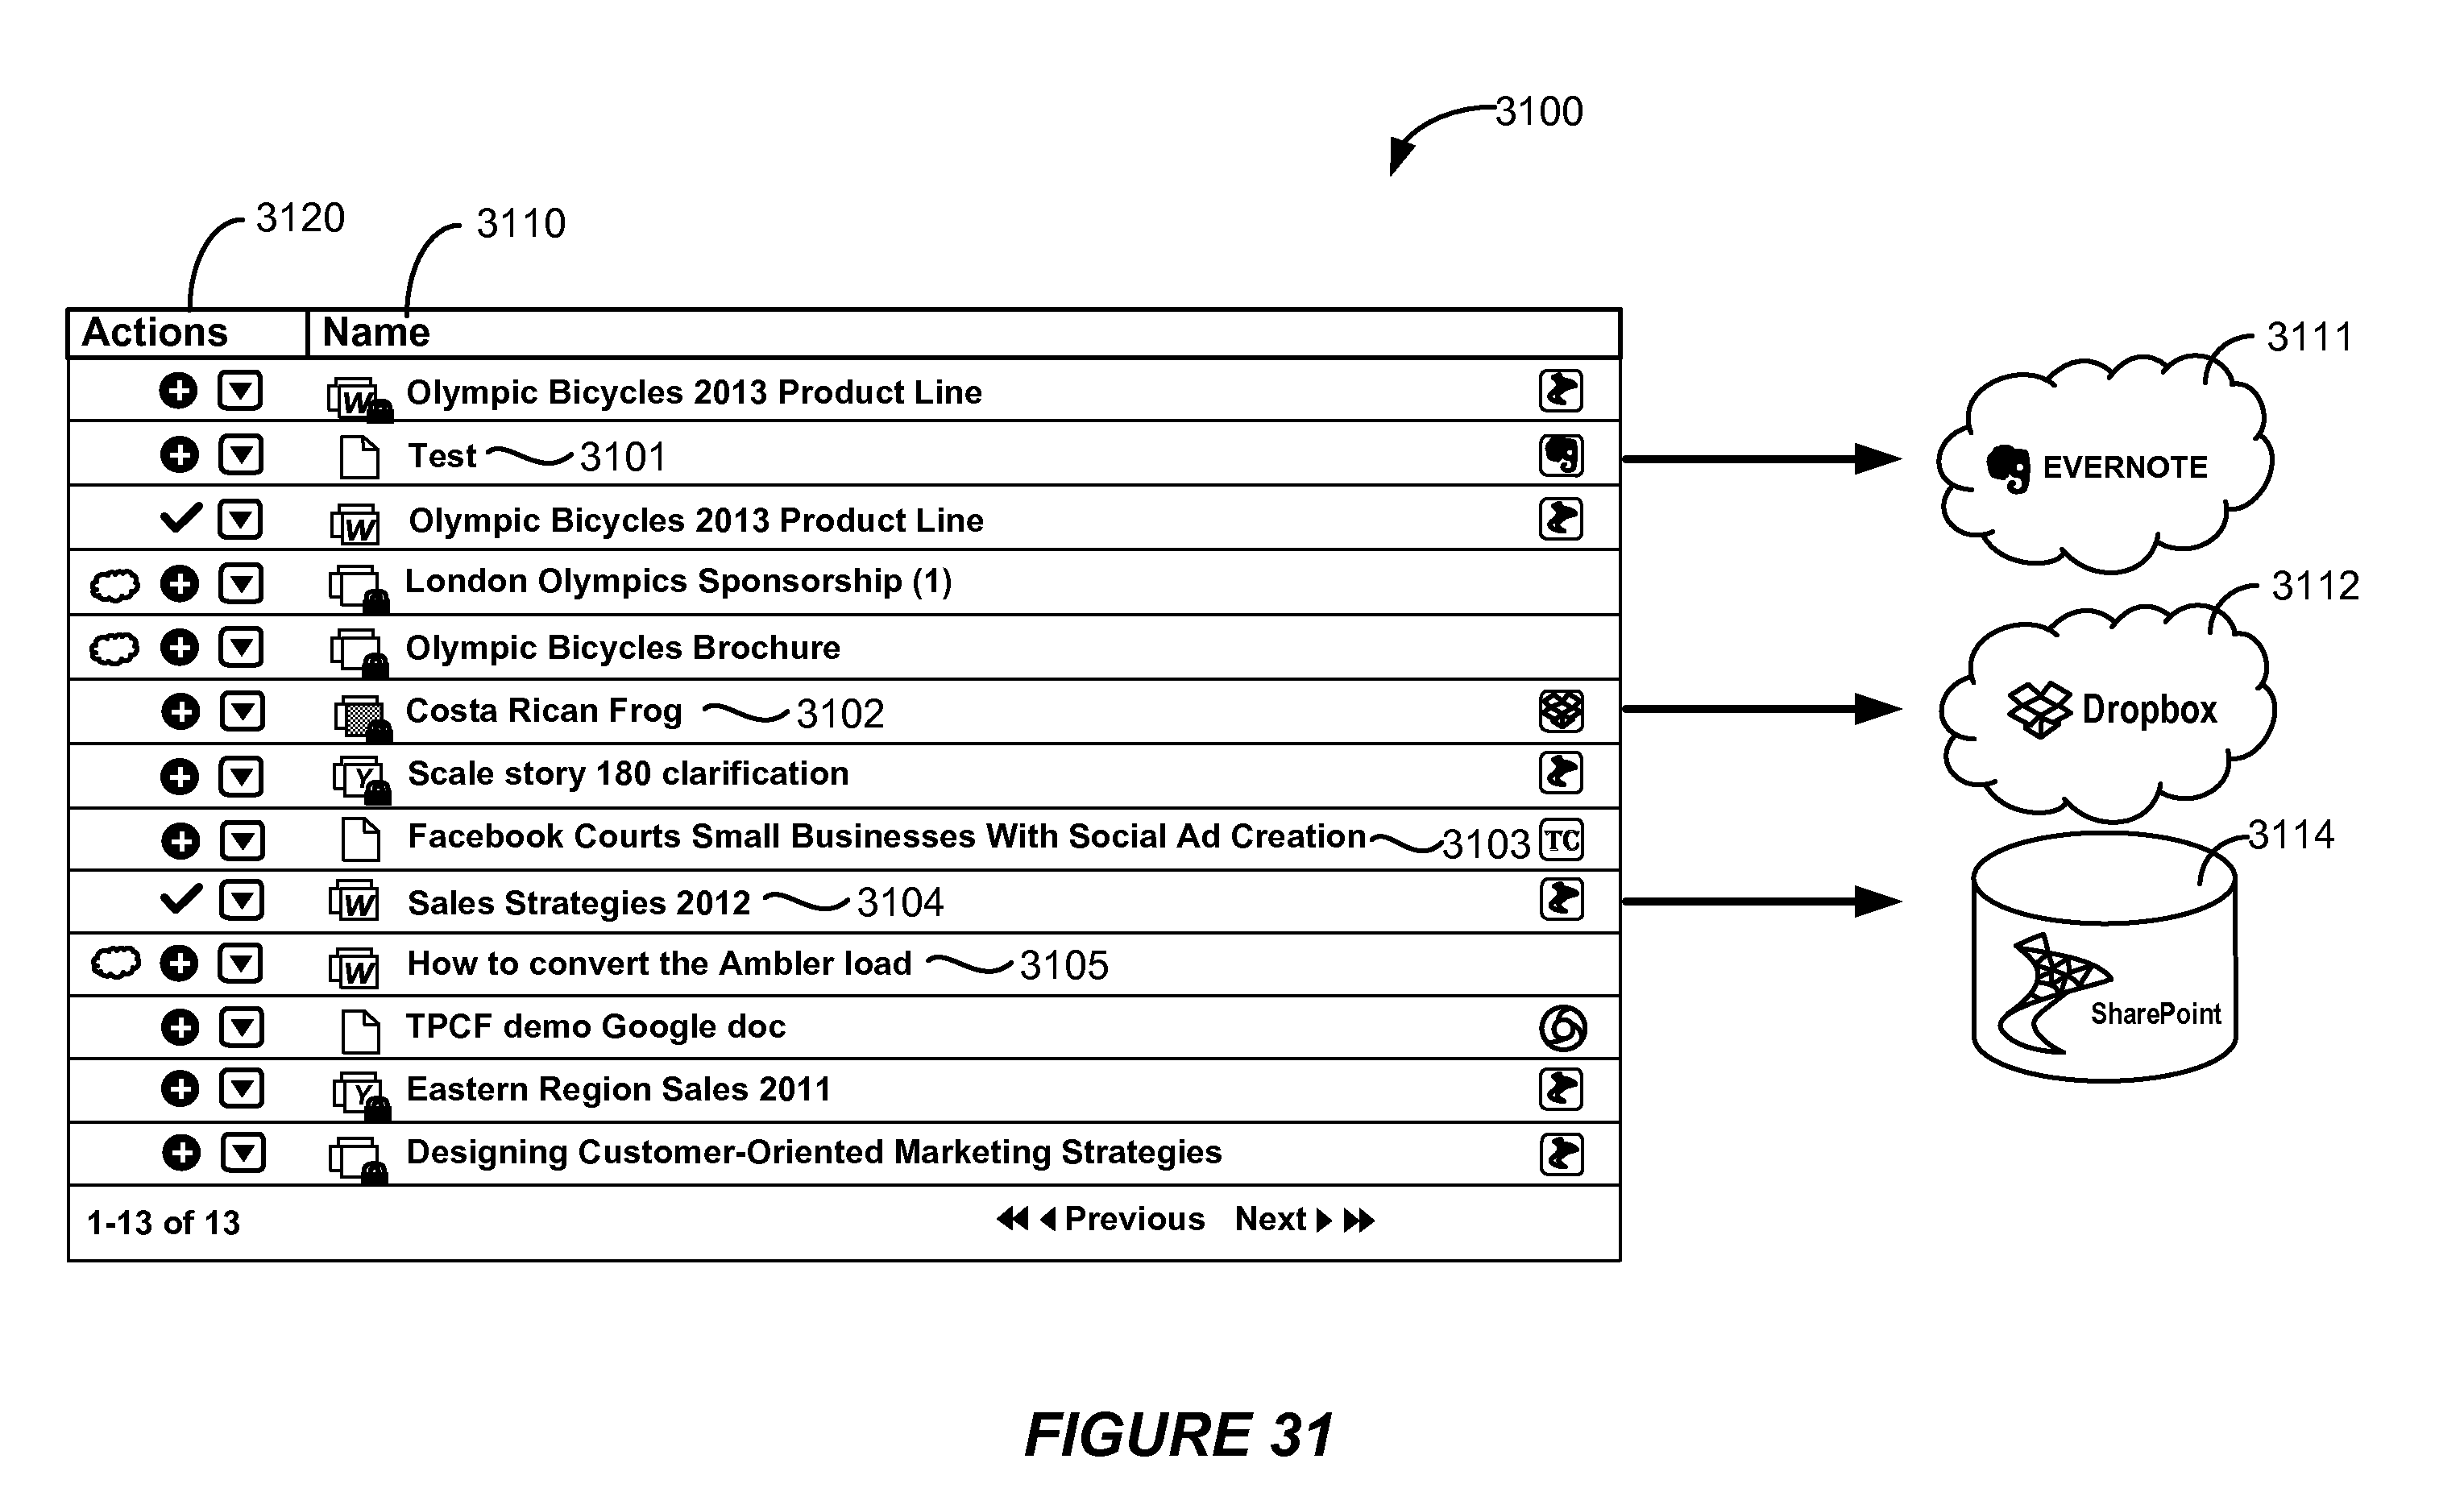 3100
3120
3110
Actions Name
3111
W Olympic Bicycles 2013 Product Line
Test 3101
EVERNOTE
W Olympic Bicycles 2013 Product Line
London Olympics Sponsorship (1)
3112
Olympic Bicycles Brochure
Costa Rican Frog 3102
Dropbox
Y Scale story 180 clarification
Facebook Courts Small Businesses With Social Ad Creation 3103 TC
3114
W Sales Strategies 2012 3104
W How to convert the Ambler load 3105
SharePoint
TPCF demo Google doc
Y Eastern Region Sales 2011
Designing Customer-Oriented Marketing Strategies
1-13 of 13 Previous Next
FIGURE 31